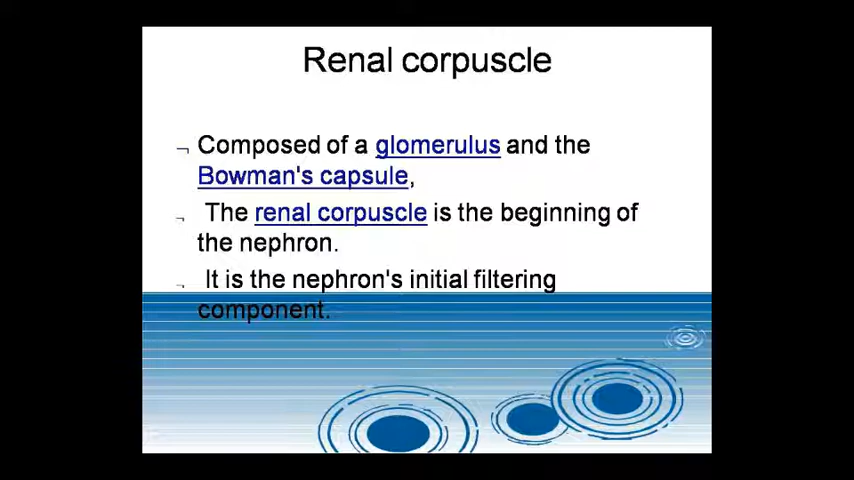 Renal corpuscle
¬ Composed of a glomerulus and the
Bowman's capsule,
¬ The renal corpuscle is the beginning of
the nephron.
¬ It is the nephron's initial filtering
component.